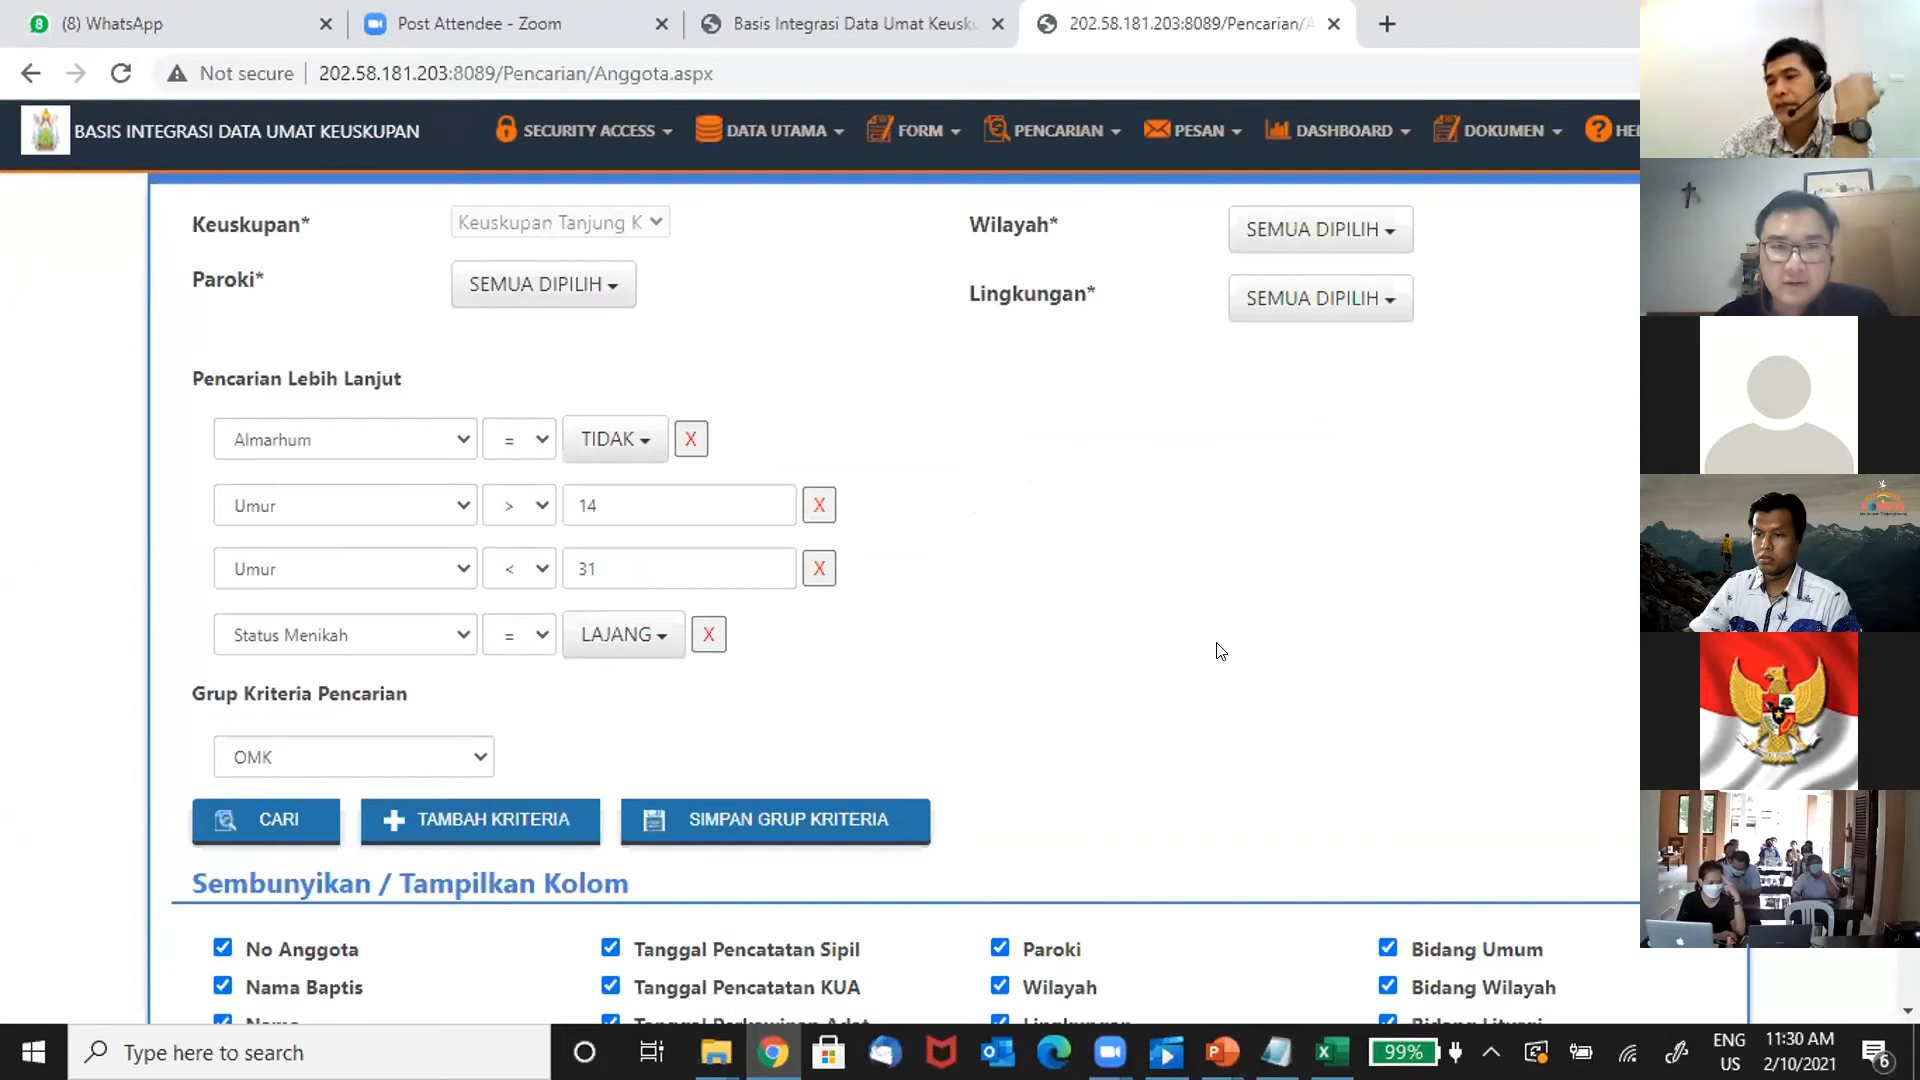 (8) WhatsApp
Post Attendee - Zoom
Basis Integrasi Data Umat Keusk
202.58.181.203:8089/Pencarian/A
Not secure
202.58.181.203:8089/Pencarian/Anggota.aspx
BASIS INTEGRASI DATA UMAT KEUSKUPAN
SECURITY ACCESS
DATA UTAMA
FORM
PENCARIAN
PESAN
DASHBOARD
DOKUMEN
HE
Keuskupan*
Keuskupan Tanjung K
Wilayah*
SEMUA DIPILIH
Paroki*
SEMUA DIPILIH
Lingkungan*
SEMUA DIPILIH
Pencarian Lebih Lanjut
Almarhum = TIDAK X
Umur > 14 X
Umur < 31 X
Status Menikah = LAJANG X
Grup Kriteria Pencarian
OMK
CARI
TAMBAH KRITERIA
SIMPAN GRUP KRITERIA
Sembunyikan / Tampilkan Kolom
No Anggota
Tanggal Pencatatan Sipil
Paroki
Bidang Umum
Nama Baptis
Tanggal Pencatatan KUA
Wilayah
Bidang Wilayah
Type here to search
99%
ENG
US
11:30 AM
2/10/2021
6